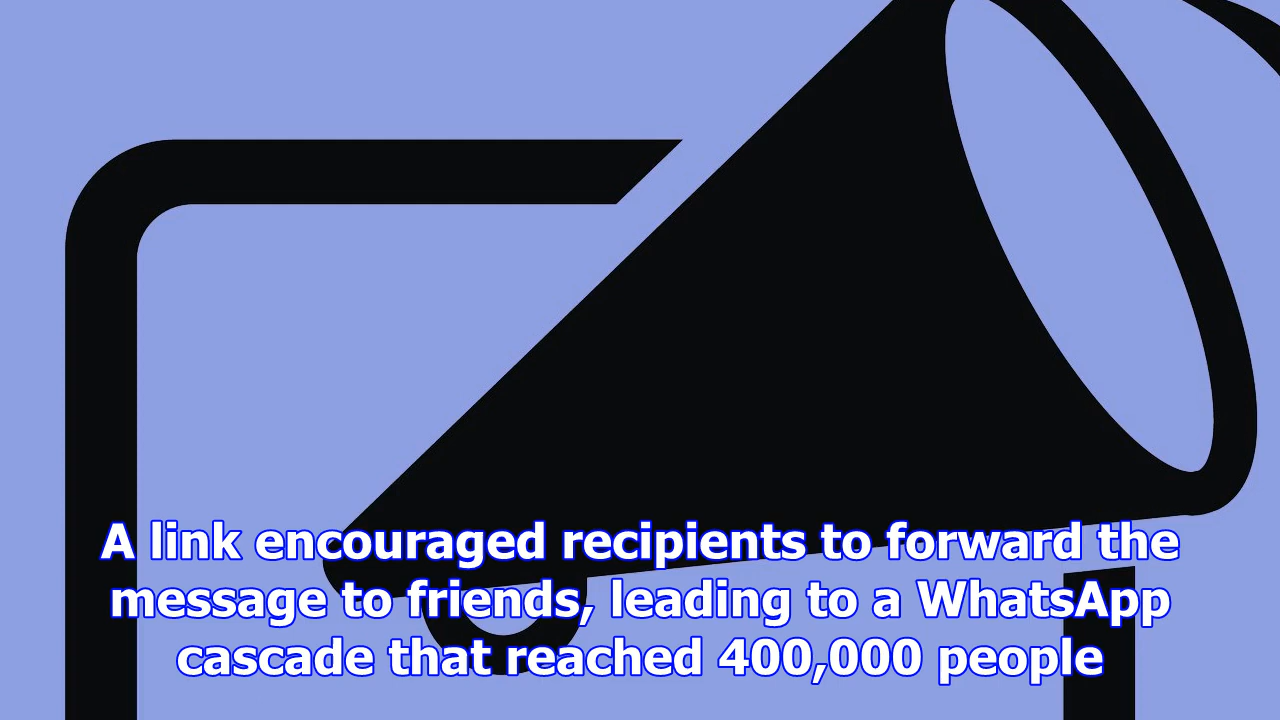 A link encouraged recipients to forward the
message to friends, leading to a WhatsApp
cascade that reached 400,000 people